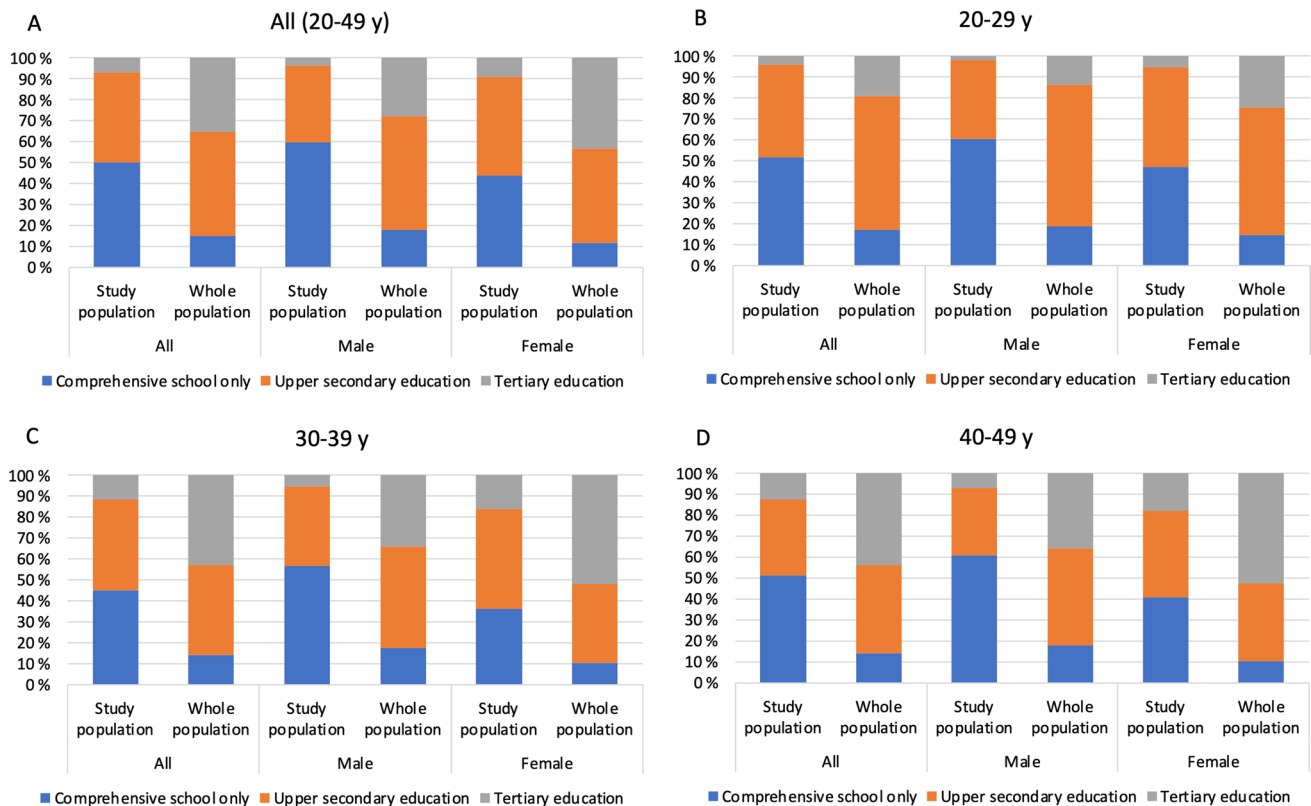 A
All (20-49 y)
100 %
90 %
80 %
70 %
60 %
50 %
40 %
30 %
20 %
10 %
0 %
Study population
Whole population
Study population
Whole population
Study population
Whole population
All
Male
Female
Comprehensive school only
Upper secondary education
Tertiary education
B
20-29 y
100 %
90 %
80 %
70 %
60 %
50 %
40 %
30 %
20 %
10 %
0 %
Study population
Whole population
Study population
Whole population
Study population
Whole population
All
Male
Female
Comprehensive school only
Upper secondary education
Tertiary education
C
30-39 y
100 %
90 %
80 %
70 %
60 %
50 %
40 %
30 %
20 %
10 %
0 %
Study population
Whole population
Study population
Whole population
Study population
Whole population
All
Male
Female
Comprehensive school only
Upper secondary education
Tertiary education
D
40-49 y
100 %
90 %
80 %
70 %
60 %
50 %
40 %
30 %
20 %
10 %
0 %
Study population
Whole population
Study population
Whole population
Study population
Whole population
All
Male
Female
Comprehensive school only
Upper secondary education
Tertiary education